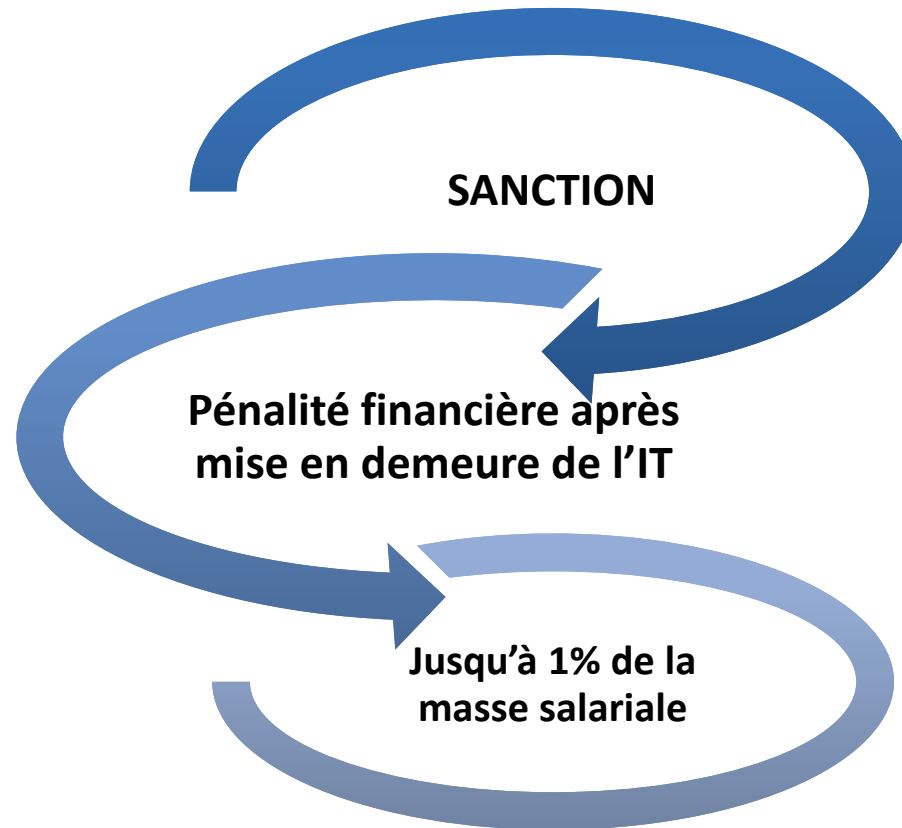 SANCTION
Pénalité financière après
mise en demeure de l’IT
Jusqu’à 1% de la
masse salariale